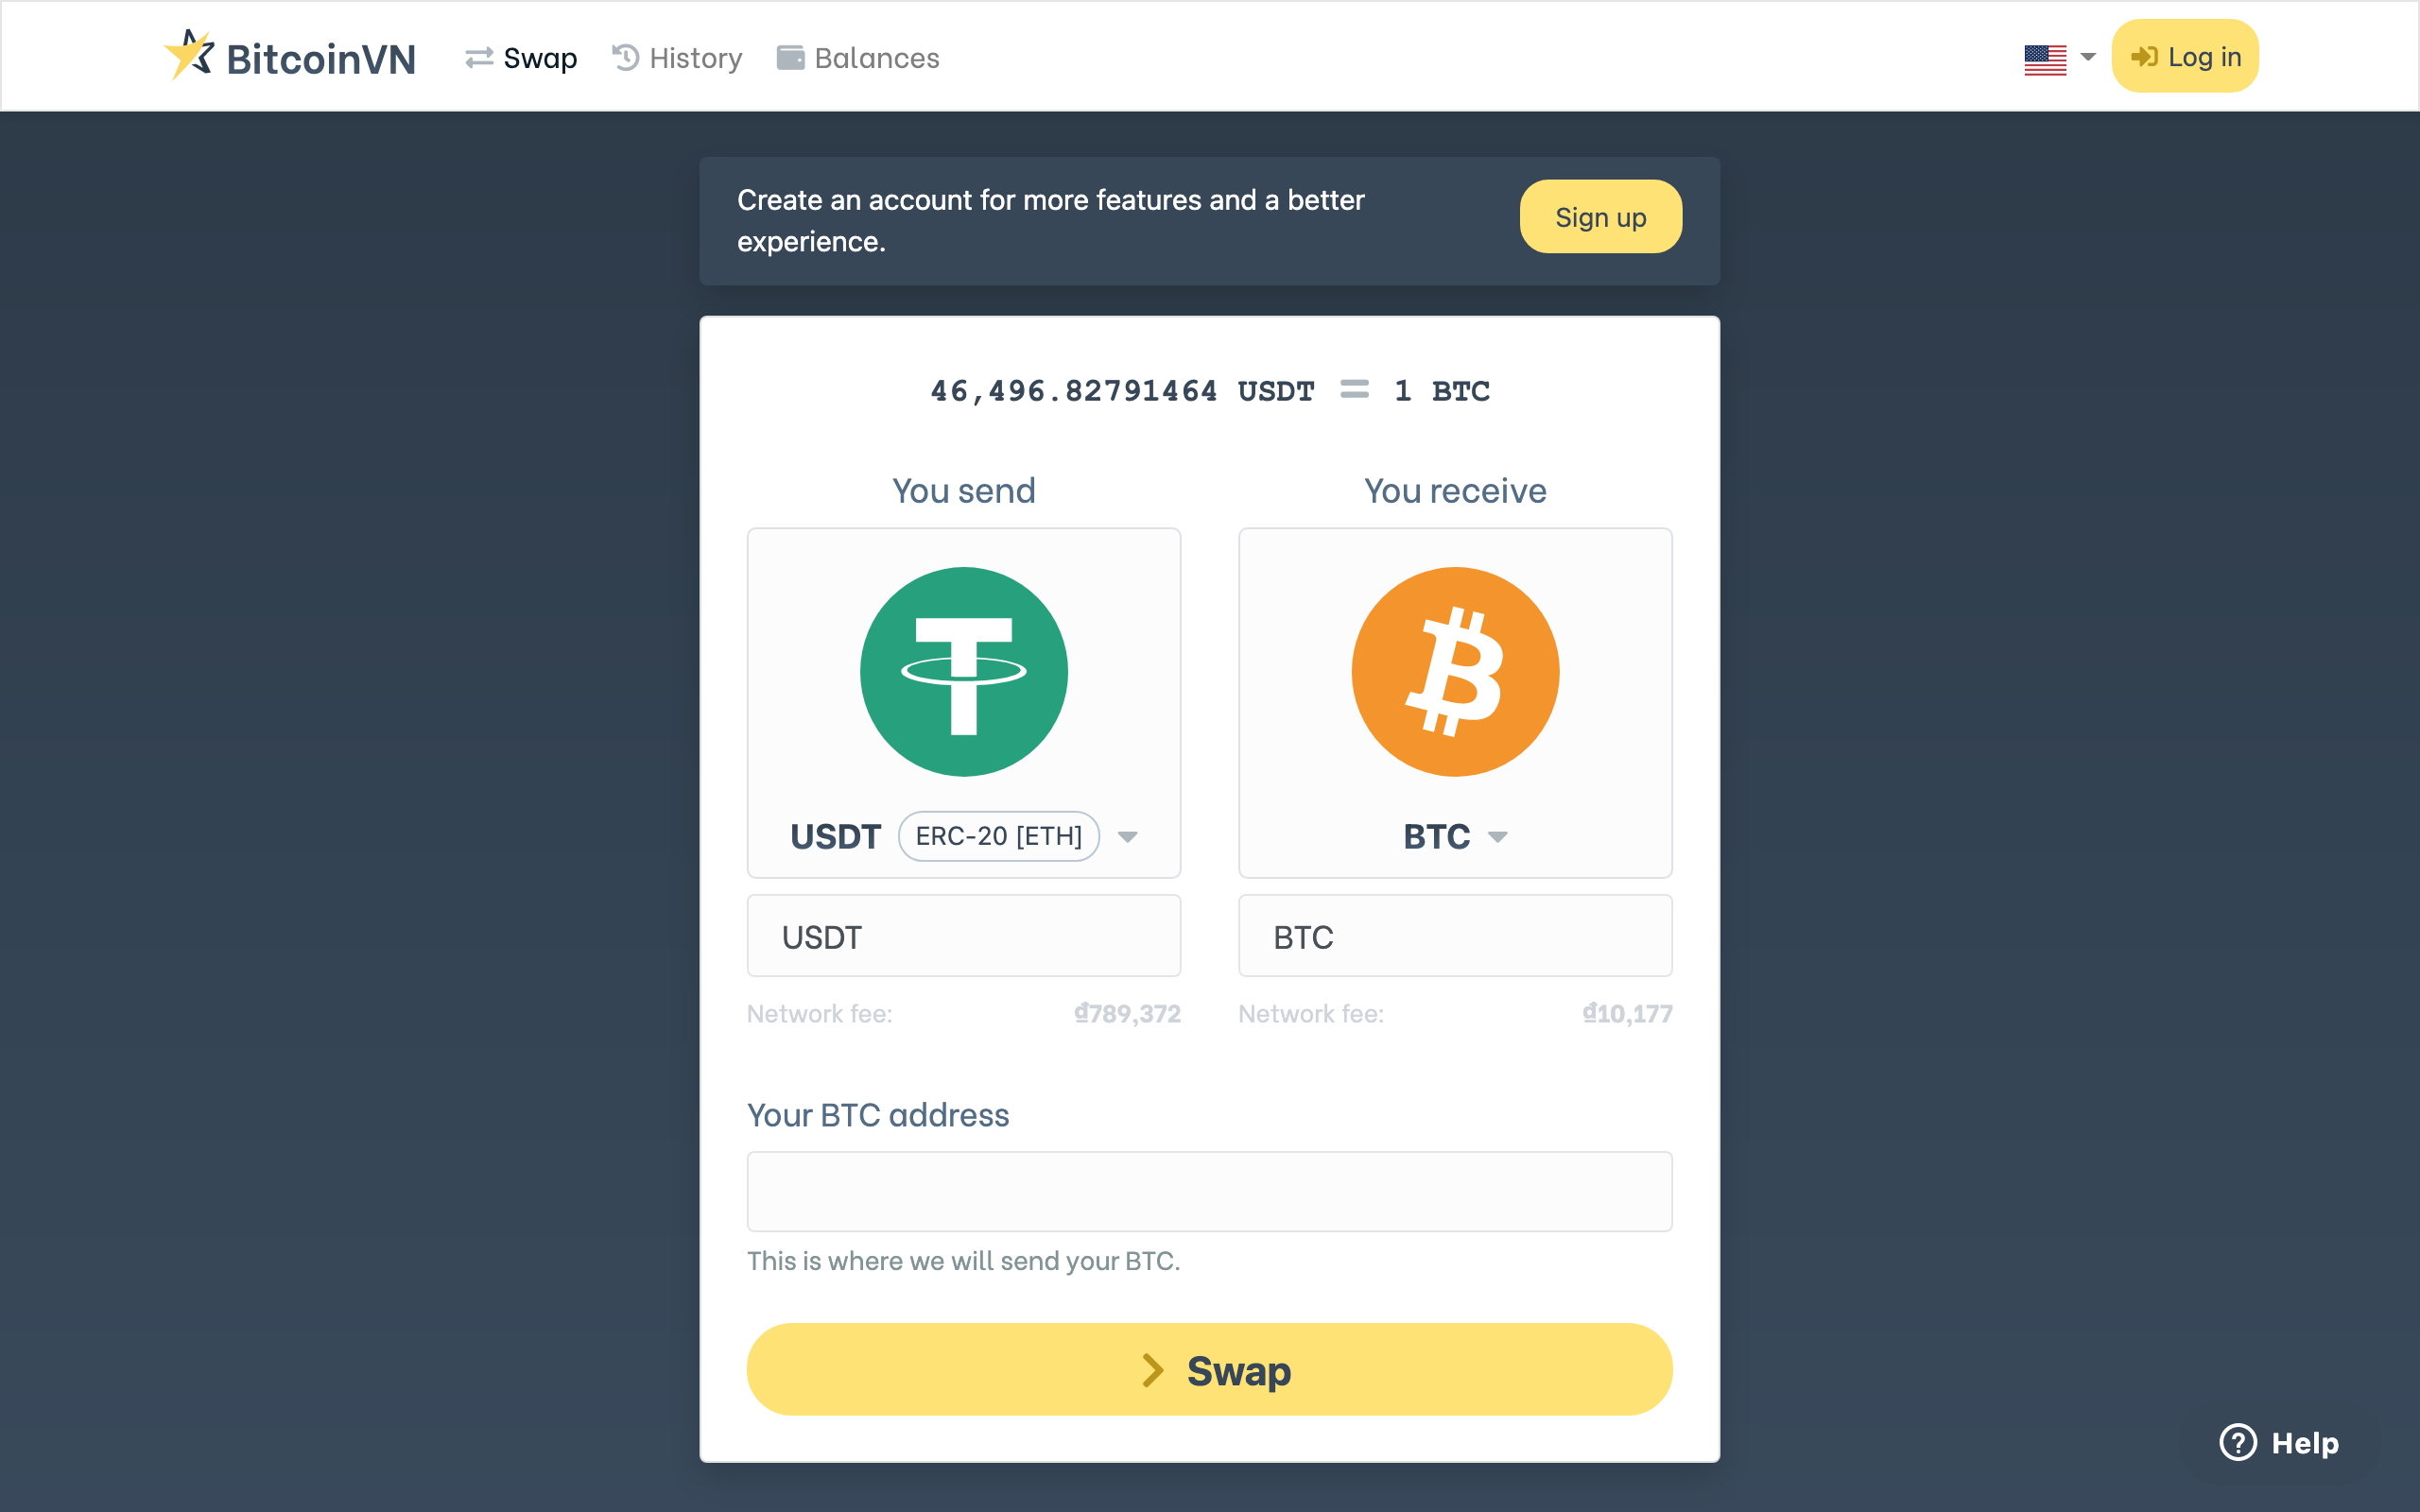 BitcoinVN
Swap
History
Balances
Log in
Create an account for more features and a better
experience.
Sign up
46,496.82791464 USDT = 1 BTC
You send
You receive
USDT ERC-20 [ETH]
BTC
USDT
BTC
Network fee: ₫789,372
Network fee: ₫10,177
Your BTC address
This is where we will send your BTC.
Swap
? Help